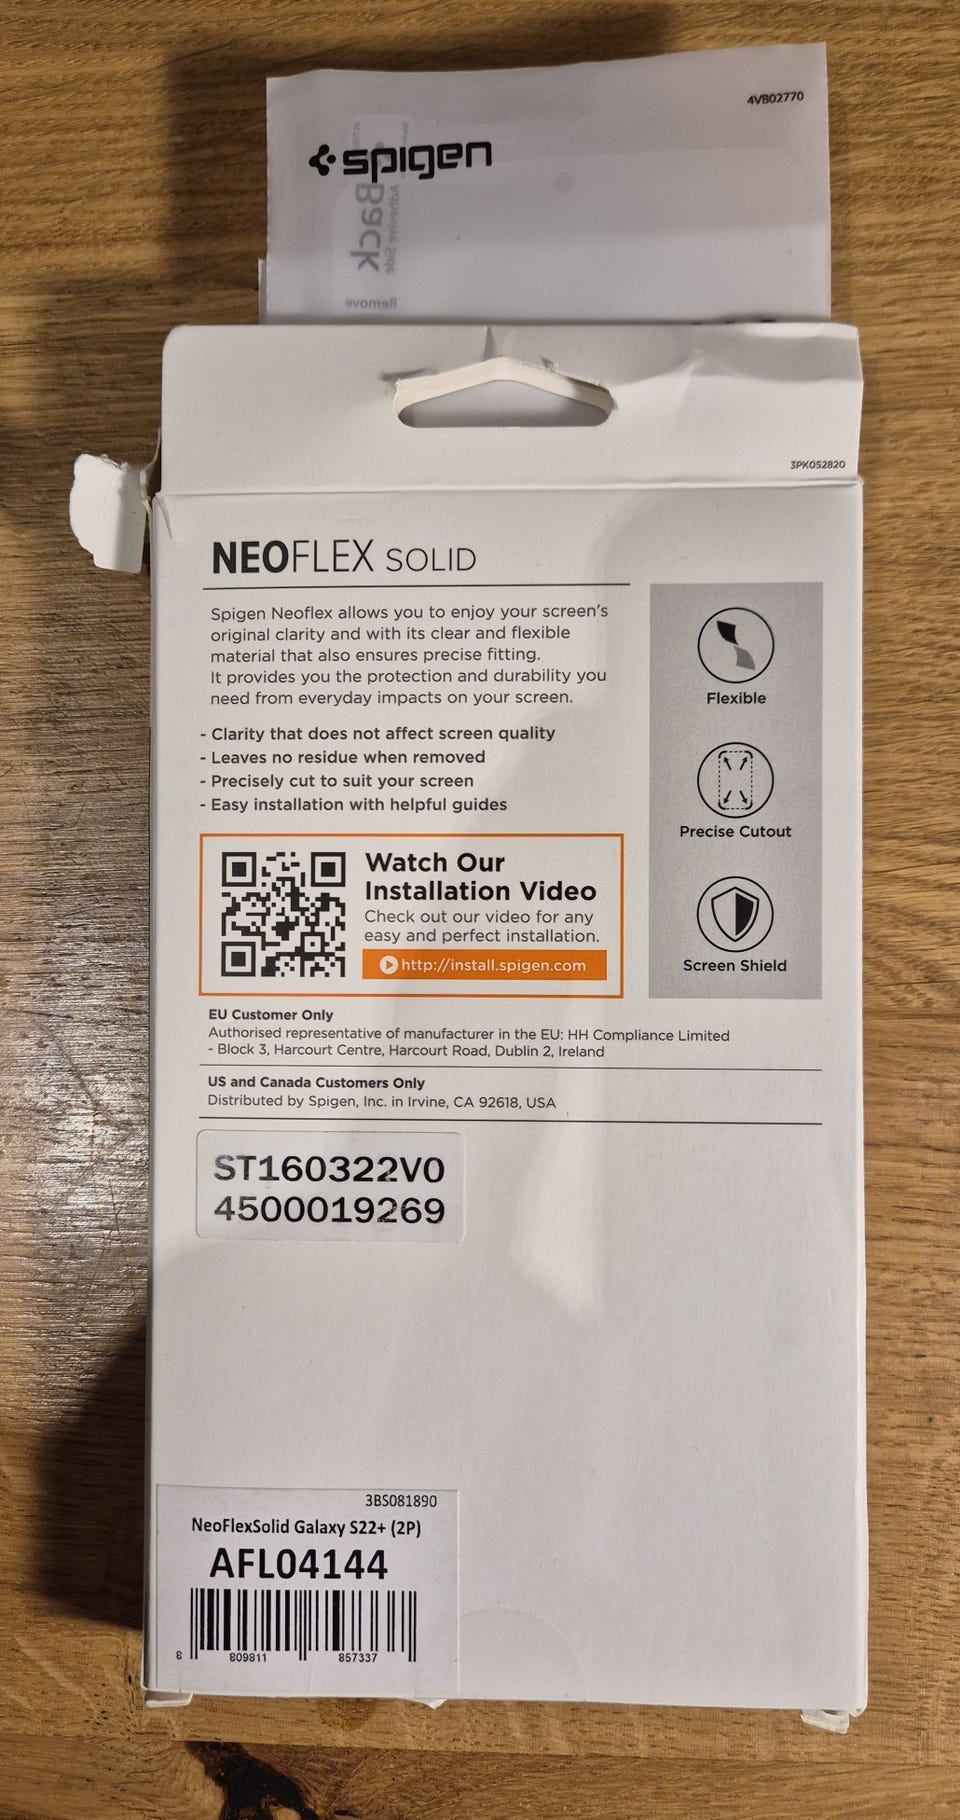 4VB02770
spigen
Back
Adhesive Side
Remove
3PK052820
NEOFLEX SOLID
Spigen Neoflex allows you to enjoy your screen's
original clarity and with its clear and flexible
material that also ensures precise fitting.
It provides you the protection and durability you
need from everyday impacts on your screen.
- Clarity that does not affect screen quality
- Leaves no residue when removed
- Precisely cut to suit your screen
- Easy installation with helpful guides
Flexible
Precise Cutout
Screen Shield
Watch Our
Installation Video
Check out our video for any
easy and perfect installation.
http://install.spigen.com
EU Customer Only
Authorised representative of manufacturer in the EU: HH Compliance Limited
- Block 3, Harcourt Centre, Harcourt Road, Dublin 2, Ireland
US and Canada Customers Only
Distributed by Spigen, Inc. in Irvine, CA 92618, USA
ST160322V0
4500019269
3BS081890
NeoFlexSolid Galaxy S22+ (2P)
AFL04144
8 809811 857337